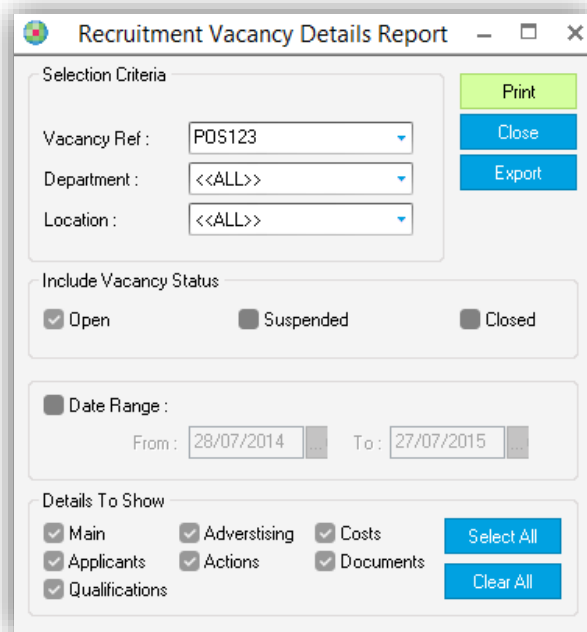 Recruitment Vacancy Details Report
Selection Criteria
Print
Vacancy Ref : POS123
Close
Department : <<ALL>>
Export
Location : <<ALL>>
Include Vacancy Status
Open Suspended Closed
Date Range :
From : 28/07/2014 ... To : 27/07/2015 ...
Details To Show
Main Adverstising Costs Select All
Applicants Actions Documents
Qualifications Clear All